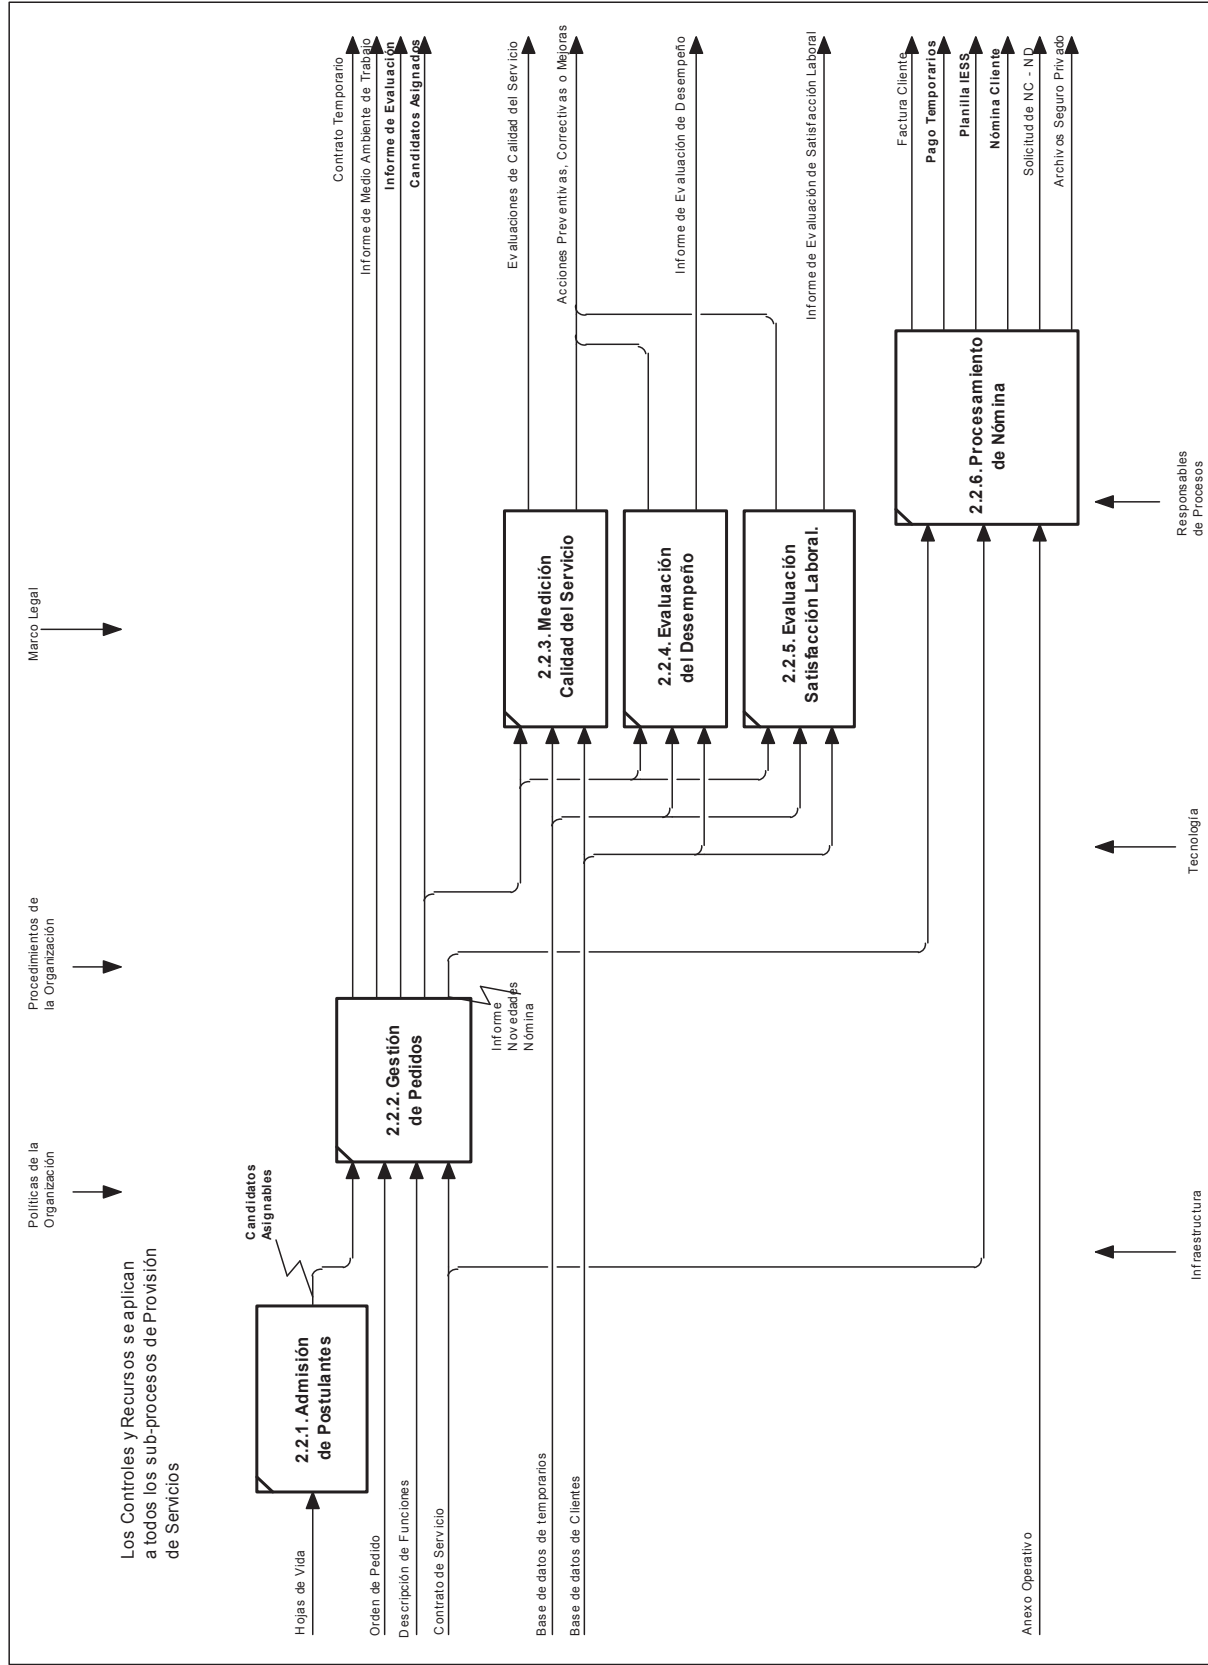 Políticas de la
Organización
Procedimientos de
la Organización
Marco Legal
Los Controles y Recursos se aplican
a todos los sub-procesos de Provisión
de Servicios
Hojas de Vida
2.2.1. Admisión
de Postulantes
Candidatos
Asignables
Orden de Pedido
Descripción de Funciones
Contrato de Servicio
2.2.2. Gestión
de Pedidos
Informe
Novedades
Nómina
Contrato Temporario
Informe de Medio Ambiente de Trabajo
Informe de Evaluación
Candidatos Asignados
Base de datos de temporarios
Base de datos de Clientes
2.2.3. Medición
Calidad del Servicio
Evaluaciones de Calidad del Servicio
Acciones Preventivas, Correctivas o Mejoras
2.2.4. Evaluación
del Desempeño
Informe de Evaluación de Desempeño
2.2.5. Evaluación
Satisfacción Laboral.
Informe de Evaluación de Satisfacción Laboral
Anexo Operativo
2.2.6. Procesamiento
de Nómina
Factura Cliente
Pago Temporarios
Planilla IESS
Nómina Cliente
Solicitud de NC - ND
Archivos Seguro Privado
Infraestructura
Tecnología
Responsables
de Procesos